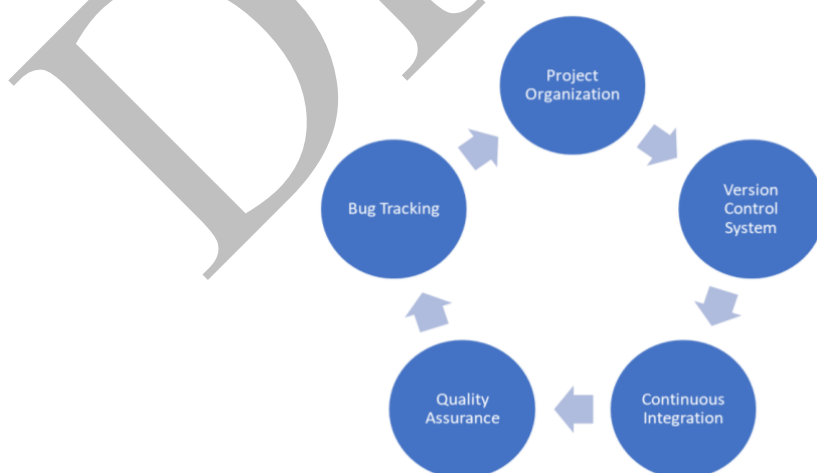 Project
Organization
Version
Control
System
Continuous
Integration
Quality
Assurance
Bug Tracking